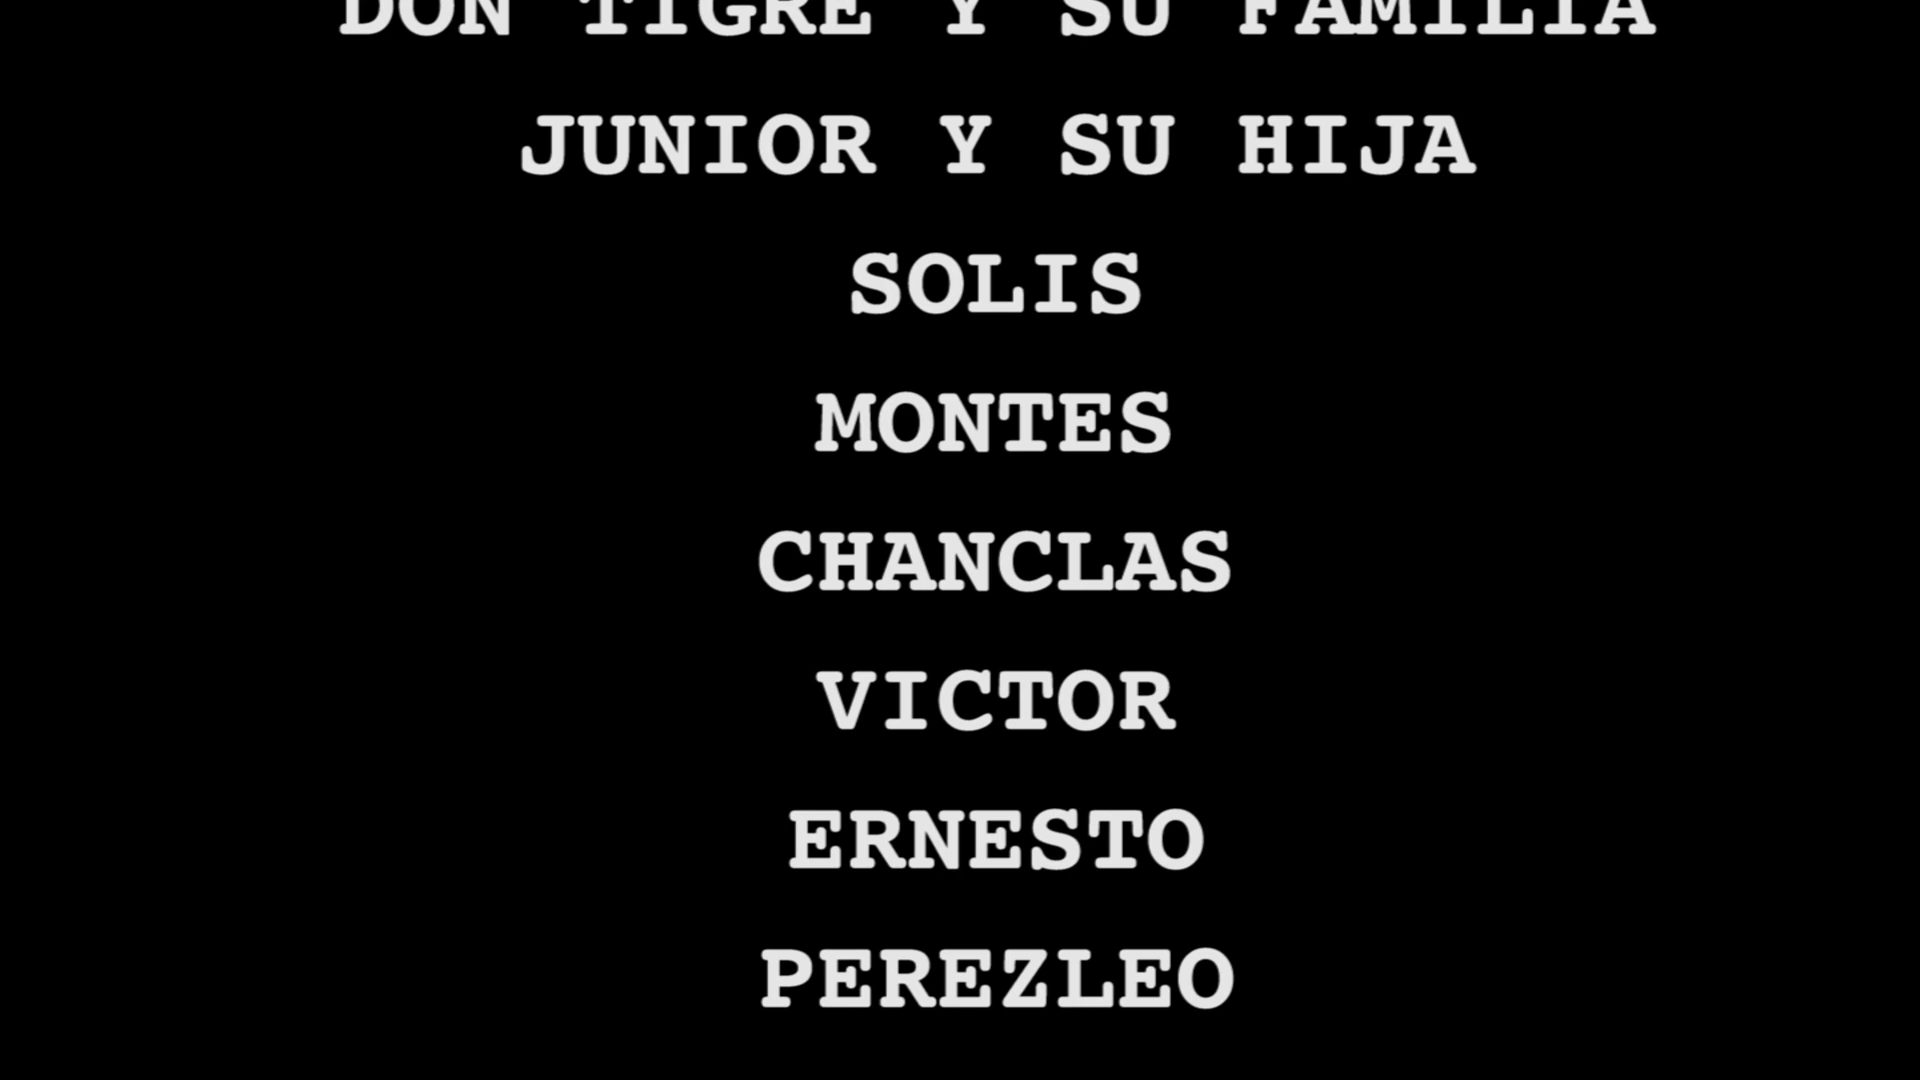 DON TIGRE Y SU FAMILIA
JUNIOR Y SU HIJA
SOLIS
MONTES
CHANCLAS
VICTOR
ERNESTO
PEREZLEO